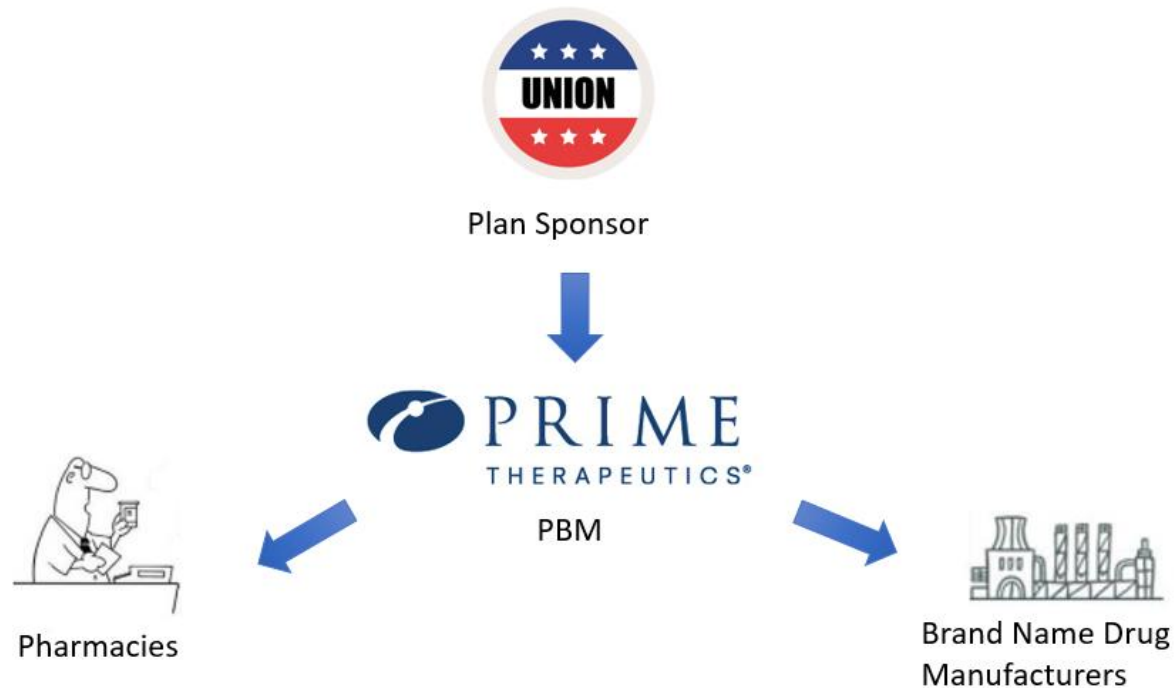 UNION
Plan Sponsor
PRIME
THERAPEUTICS®
PBM
Pharmacies
Brand Name Drug
Manufacturers